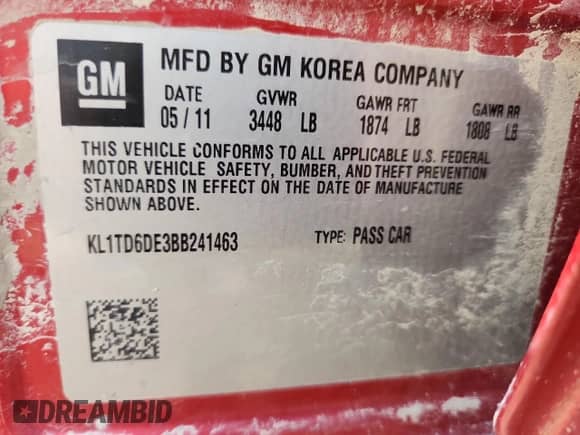 GM
MFD BY GM KOREA COMPANY
DATE GVWR GAWR FRT GAWR RR
05 / 11 3448 LB 1874 LB 1808 LB
THIS VEHICLE CONFORMS TO ALL APPLICABLE U.S. FEDERAL
MOTOR VEHICLE SAFETY, BUMPER, AND THEFT PREVENTION
STANDARDS IN EFFECT ON THE DATE OF MANUFACTURE
SHOWN ABOVE.
KL1TD6DE3BB241463 TYPE: PASS CAR
DREAMBID